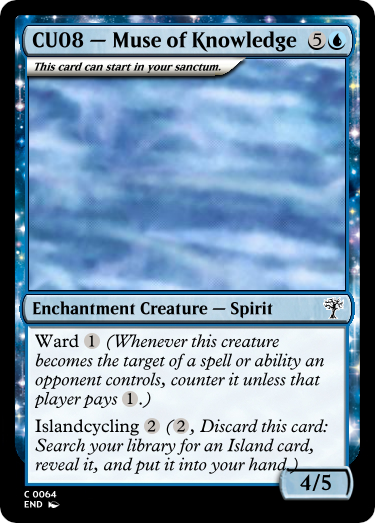 CU08 — Muse of Knowledge 5
This card can start in your sanctum.
Enchantment Creature — Spirit
Ward 1 (Whenever this creature
becomes the target of a spell or ability an
opponent controls, counter it unless that
player pays 1.)
Islandcycling 2 (2, Discard this card:
Search your library for an Island card,
reveal it, and put it into your hand.)
4/5
C 0064
END